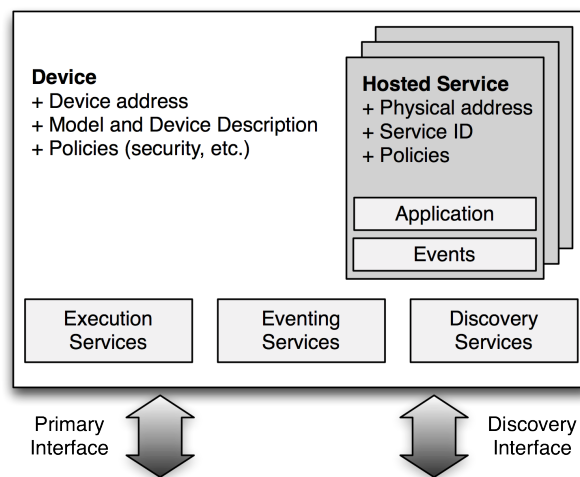 Device
+ Device address
+ Model and Device Description
+ Policies (security, etc.)
Hosted Service
+ Physical address
+ Service ID
+ Policies
Application
Events
Execution
Services
Eventing
Services
Discovery
Services
Primary
Interface
Discovery
Interface